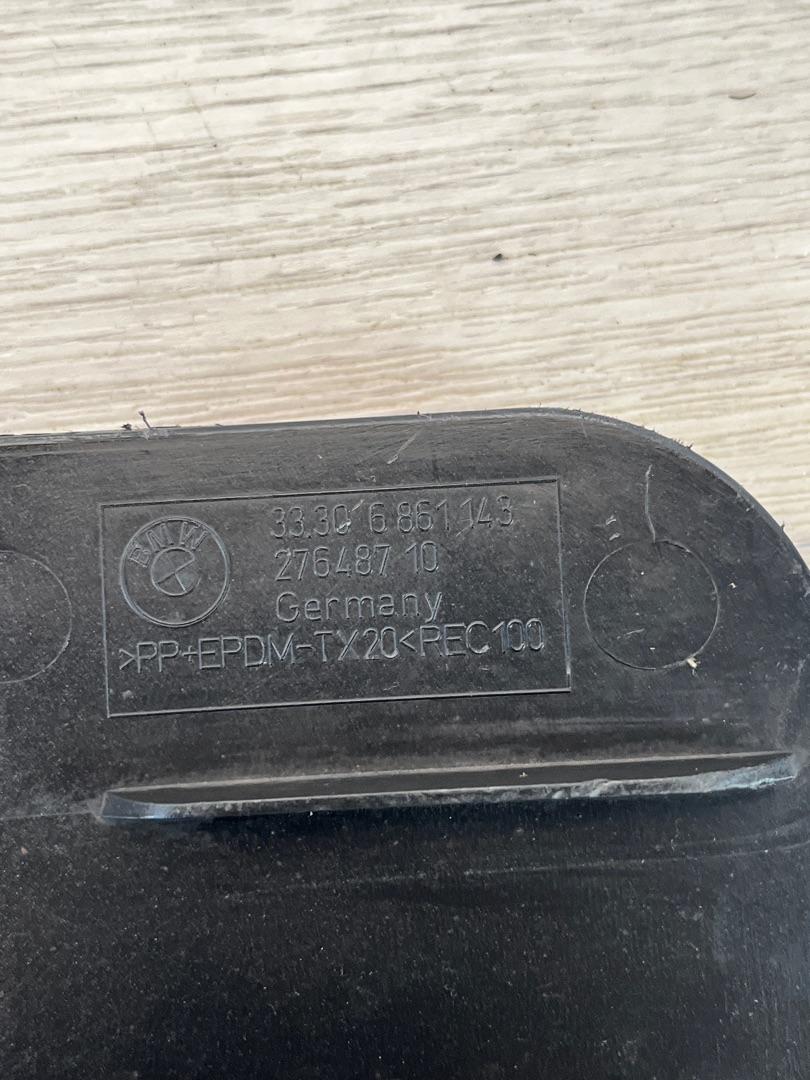 BMW
33.30 6 861 143
276487 10
Germany
>PP+EPDM-TX20<REC100